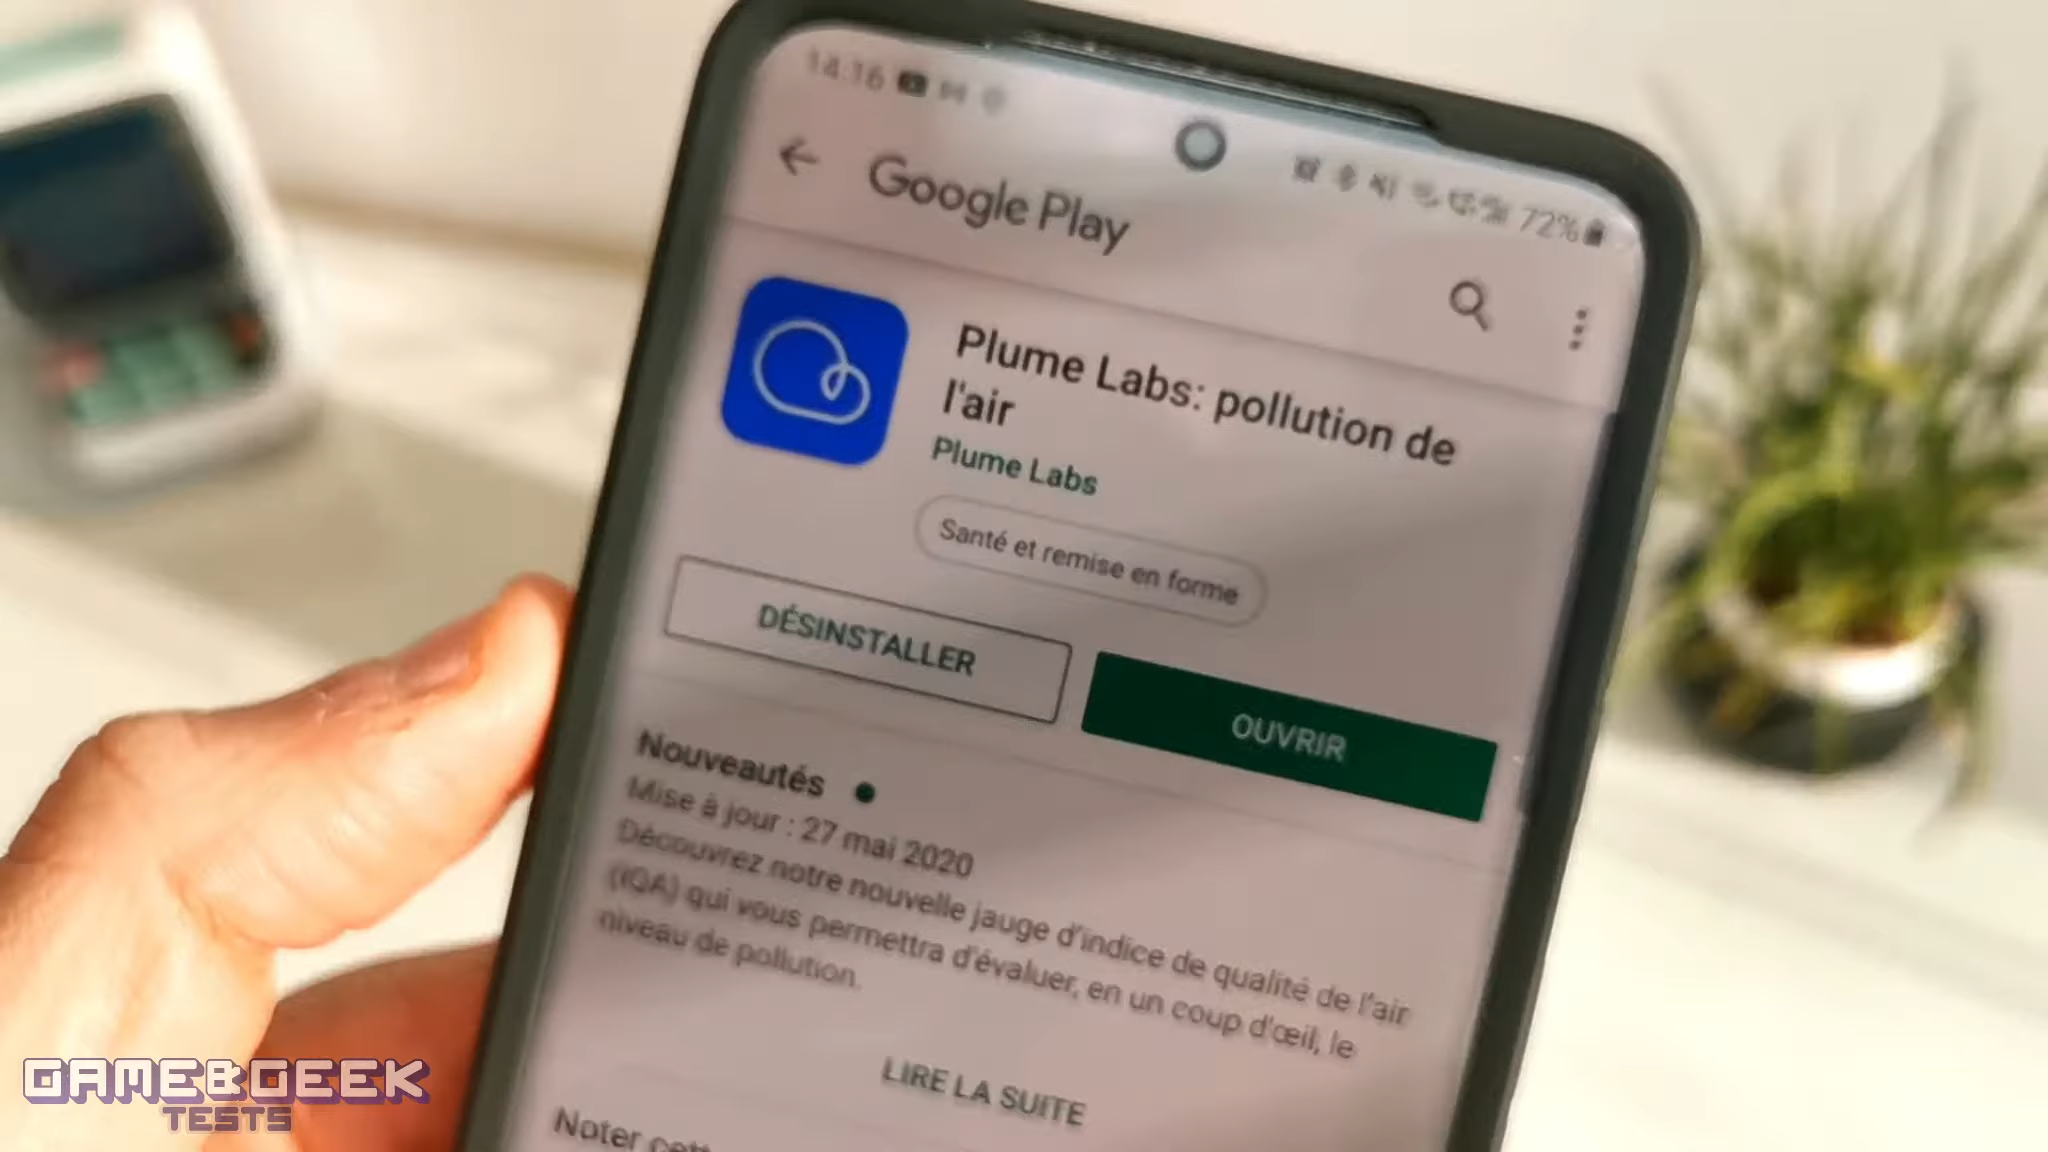 14:16
72%
Google Play
Plume Labs: pollution de
l'air
Plume Labs
Santé et remise en forme
DÉSINSTALLER
OUVRIR
Nouveautés
Mise à jour : 27 mai 2020
Découvrez notre nouvelle jauge d'indice de qualité de l'air
(IQA) qui vous permettra d'évaluer, en un coup d'œil, le
niveau de pollution.
LIRE LA SUITE
Noter cett
GAME&GEEK
TESTS